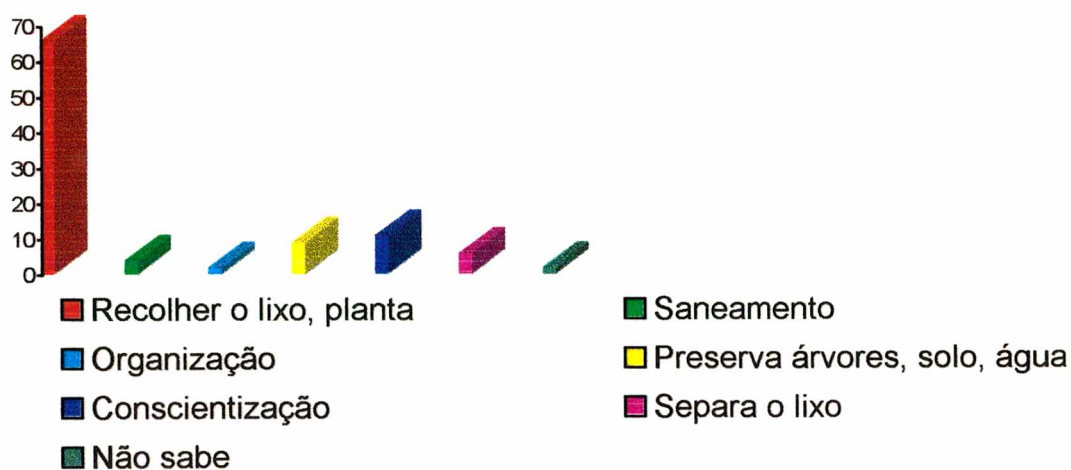 70
60
50
40
30
20
10
0
Recolher o lixo, planta
Saneamento
Organização
Preserva árvores, solo, água
Conscientização
Separa o lixo
Não sabe